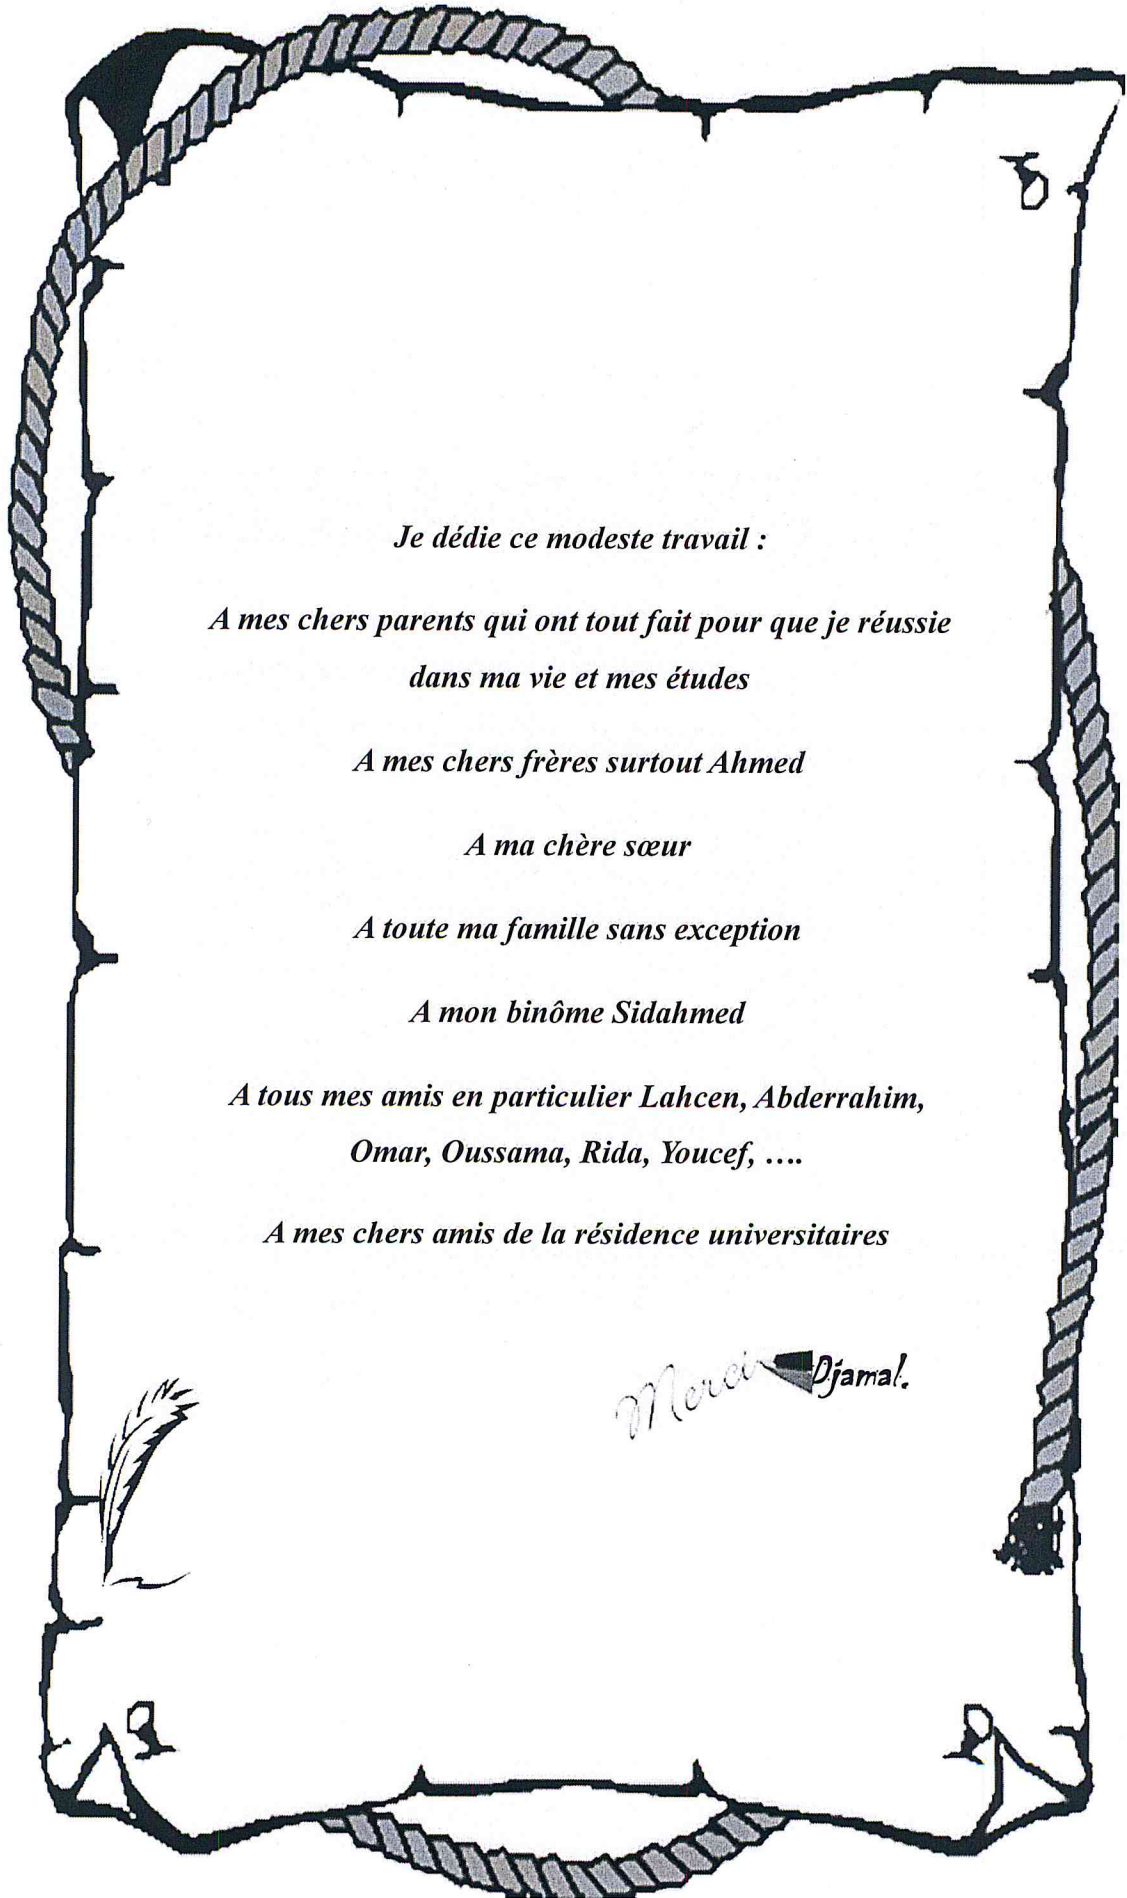 Je dédie ce modeste travail :
A mes chers parents qui ont tout fait pour que je réussie
dans ma vie et mes études
A mes chers frères surtout Ahmed
A ma chère sœur
A toute ma famille sans exception
A mon binôme Sidahmed
A tous mes amis en particulier Lahcen, Abderrahim,
Omar, Oussama, Rida, Youcef, ….
A mes chers amis de la résidence universitaires
Merci Djamal.